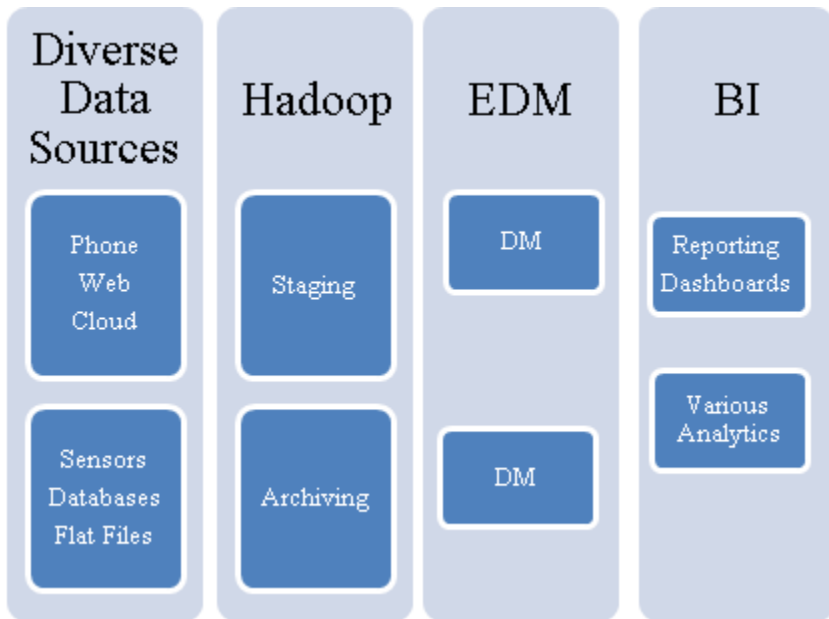 Diverse
Data
Sources
Phone
Web
Cloud
Sensors
Databases
Flat Files
Hadoop
Staging
Archiving
EDM
DM
DM
BI
Reporting
Dashboards
Various
Analytics